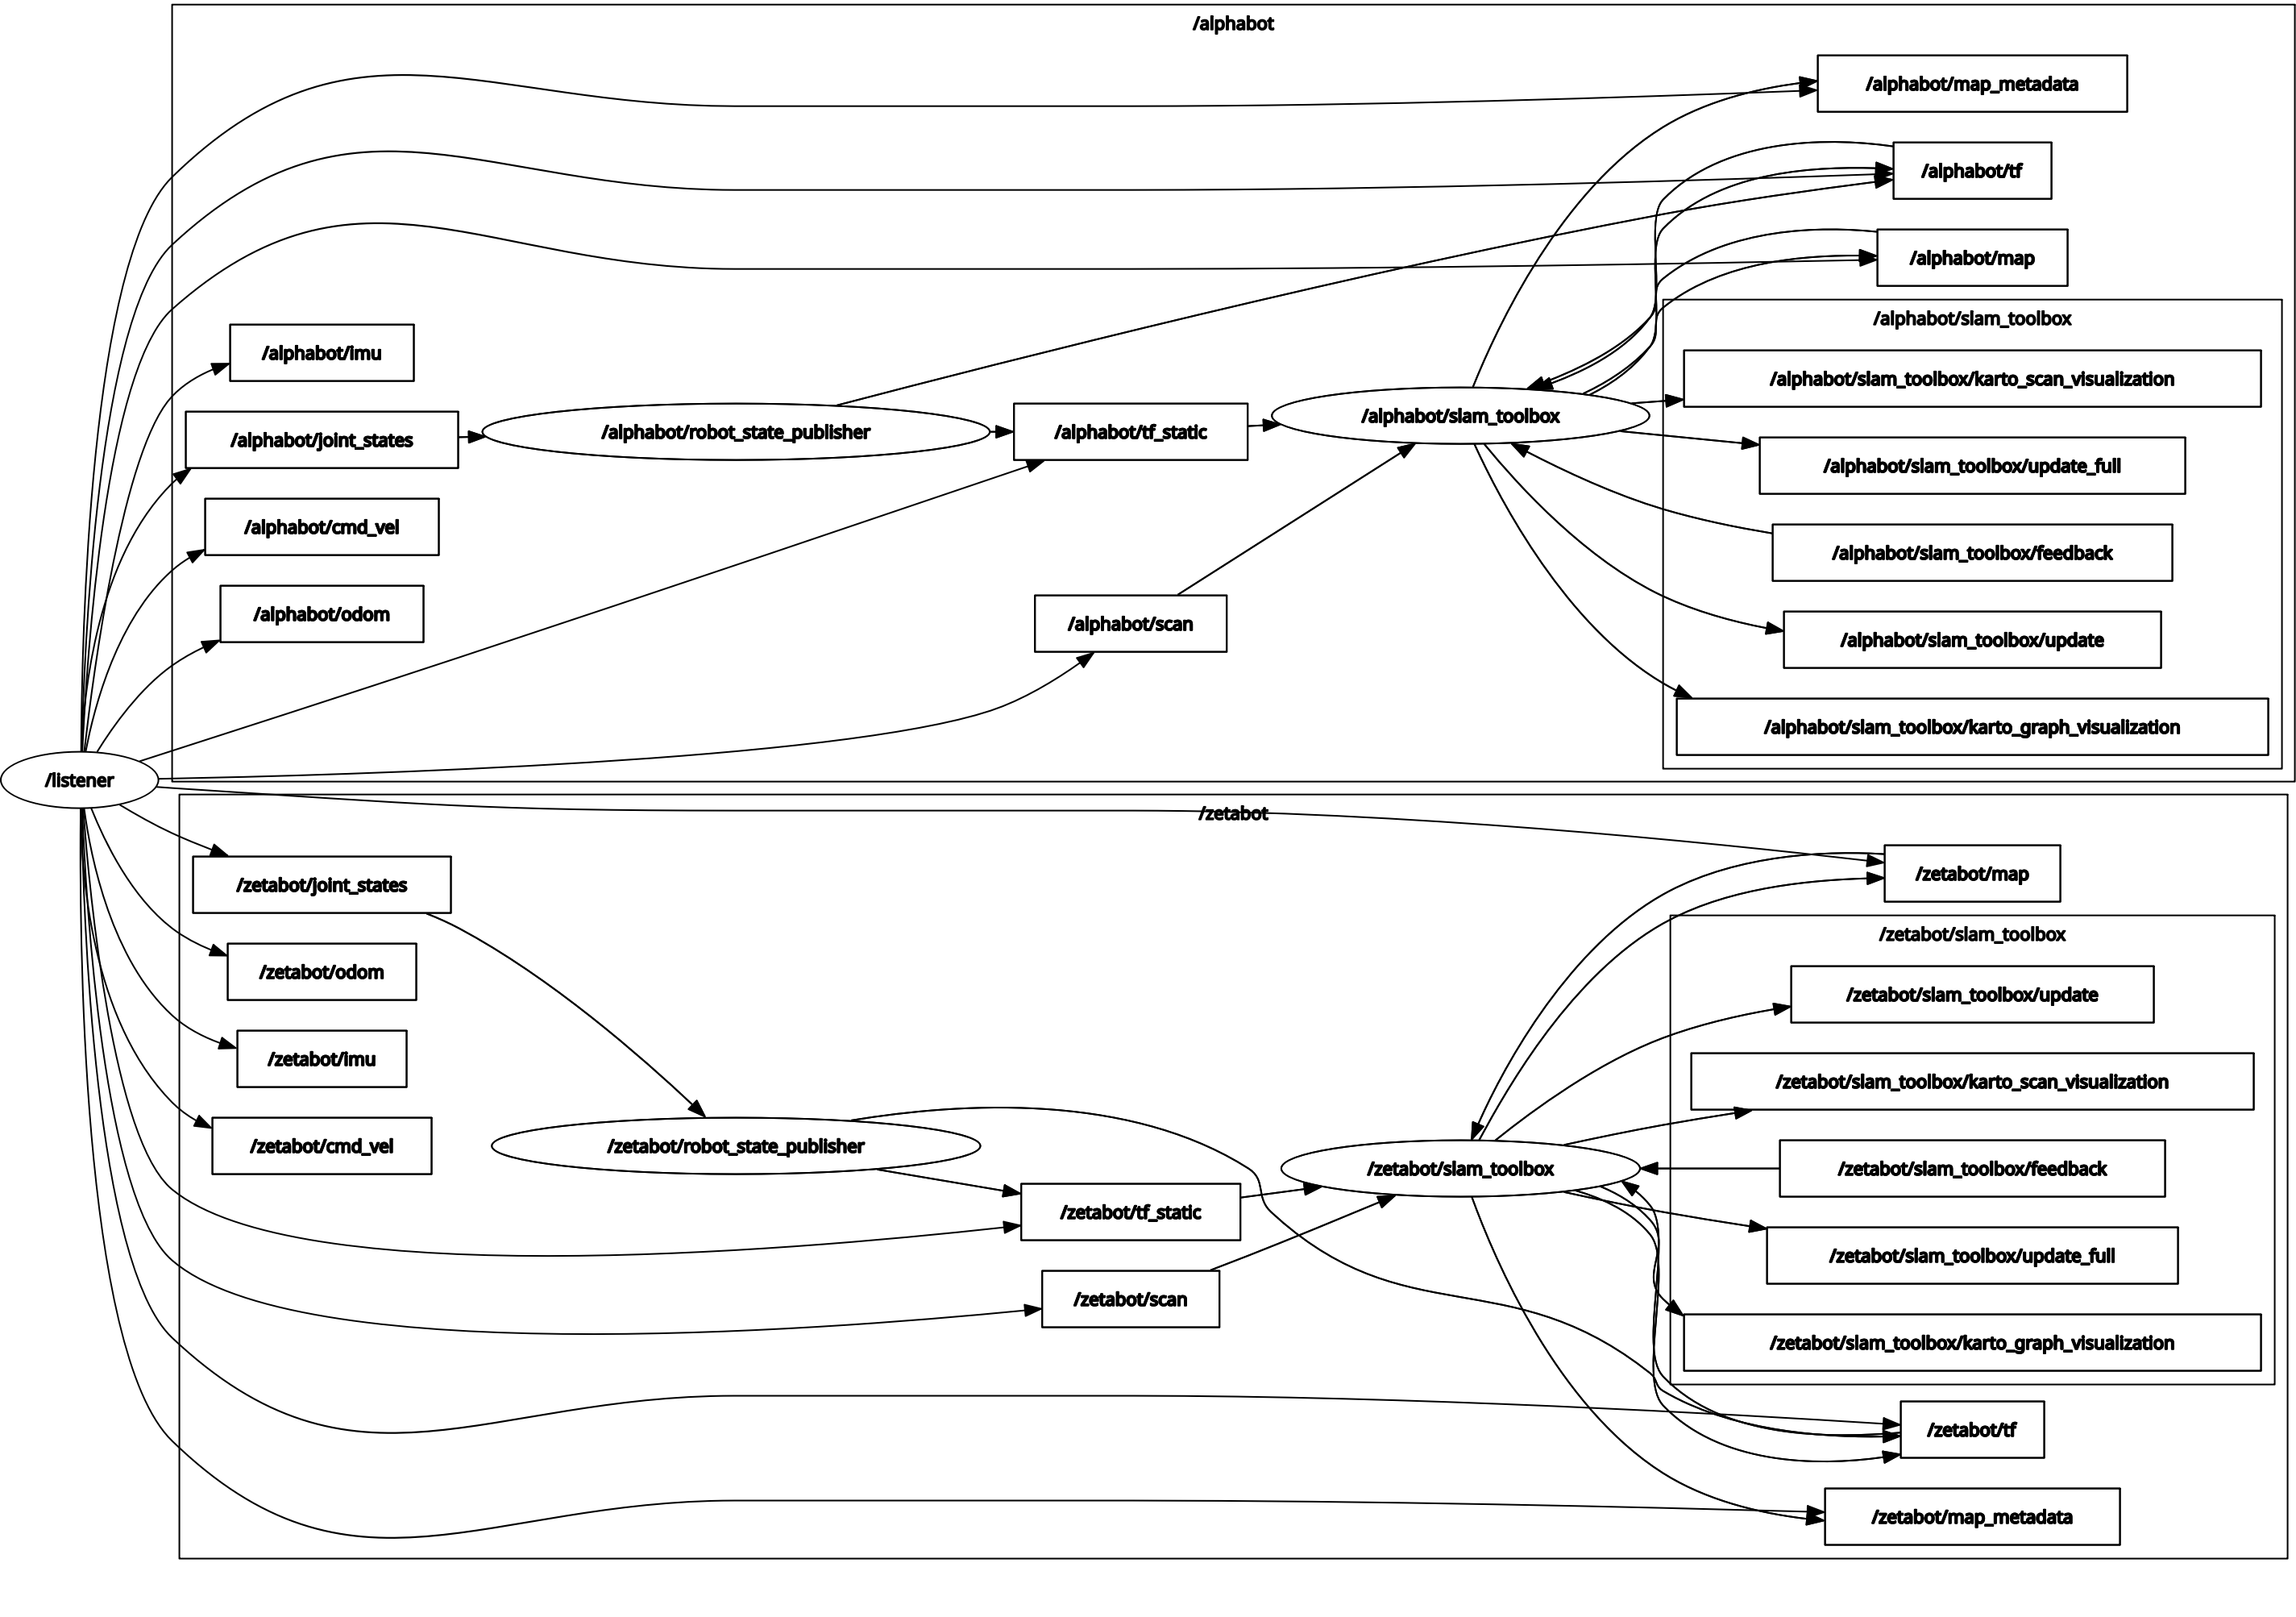 /alphabot
/alphabot/map_metadata
/alphabot/tf
/alphabot/map
/alphabot/slam_toolbox
/alphabot/imu
/alphabot/slam_toolbox/karto_scan_visualization
/alphabot/joint_states
/alphabot/robot_state_publisher
/alphabot/tf_static
/alphabot/slam_toolbox
/alphabot/slam_toolbox/update_full
/alphabot/cmd_vel
/alphabot/slam_toolbox/feedback
/alphabot/odom
/alphabot/scan
/alphabot/slam_toolbox/update
/alphabot/slam_toolbox/karto_graph_visualization
/listener
/zetabot
/zetabot/joint_states
/zetabot/map
/zetabot/slam_toolbox
/zetabot/odom
/zetabot/slam_toolbox/update
/zetabot/imu
/zetabot/slam_toolbox/karto_scan_visualization
/zetabot/cmd_vel
/zetabot/robot_state_publisher
/zetabot/slam_toolbox
/zetabot/slam_toolbox/feedback
/zetabot/tf_static
/zetabot/slam_toolbox/update_full
/zetabot/scan
/zetabot/slam_toolbox/karto_graph_visualization
/zetabot/tf
/zetabot/map_metadata